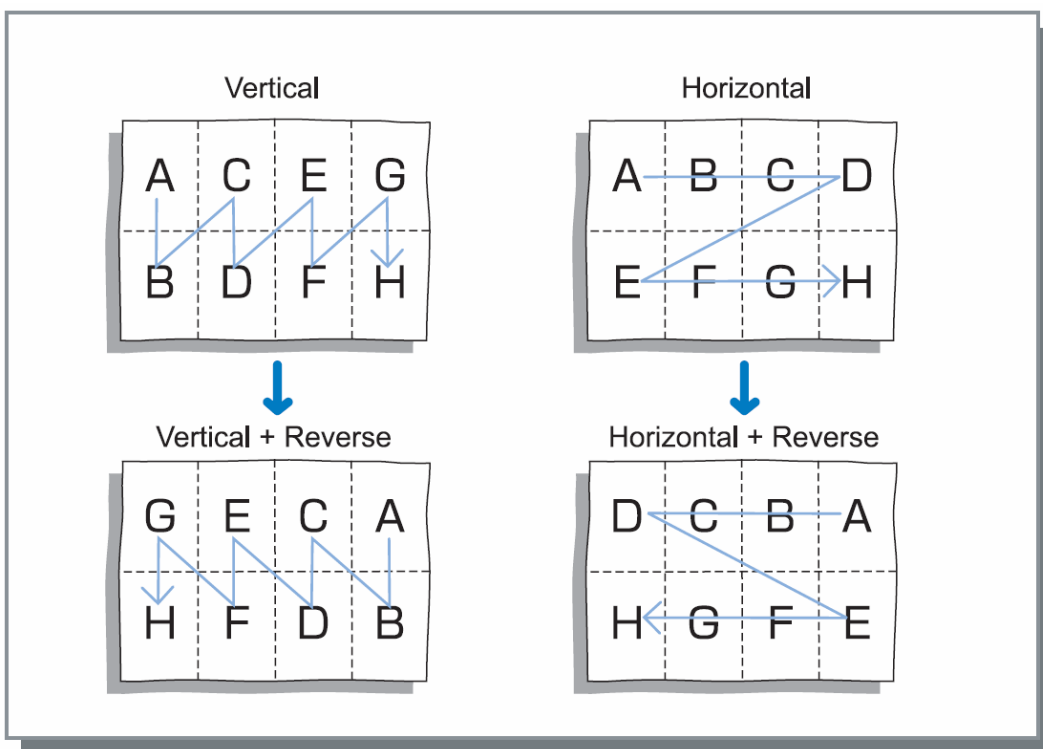 Vertical
A C E G
B D F H
Horizontal
A B C D
E F G H
Vertical + Reverse
G E C A
H F D B
Horizontal + Reverse
D C B A
H G F E